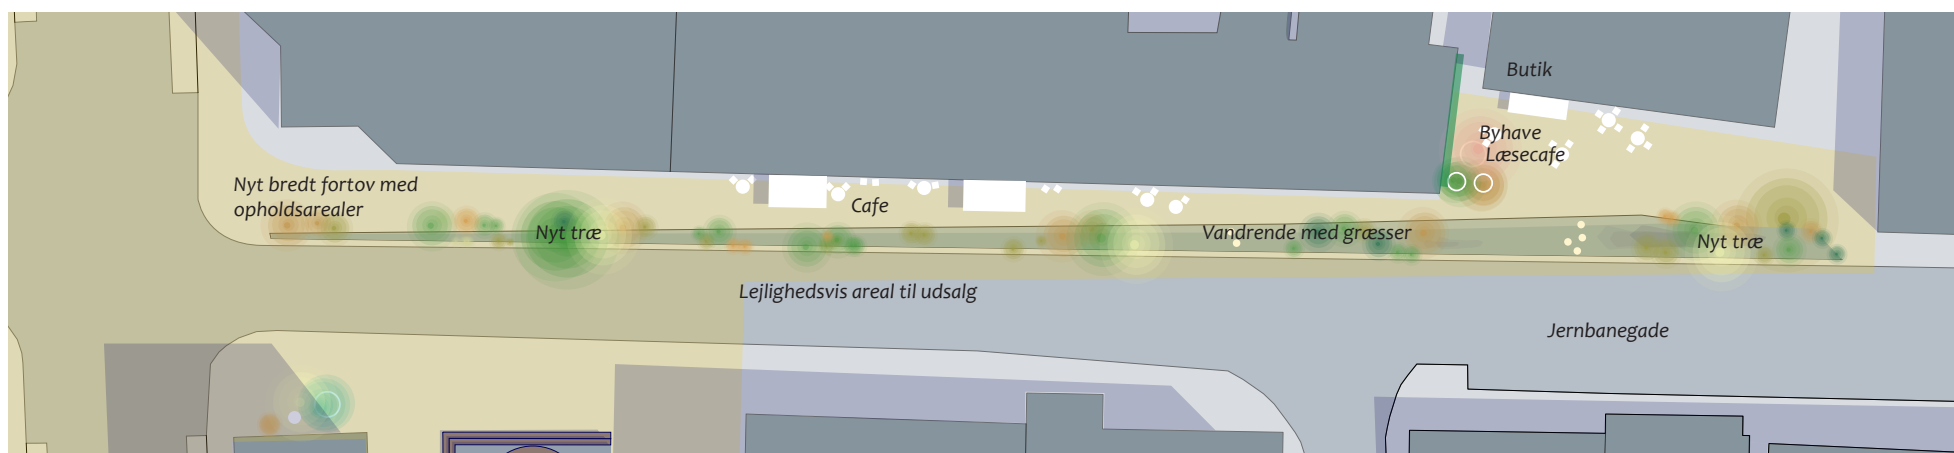 Butik
Byhave
Læsecafe
Nyt bredt fortov med
opholdsarealer
Cafe
Nyt træ
Vandrende med græsser
Nyt træ
Lejlighedsvis areal til udsalg
Jernbanegade